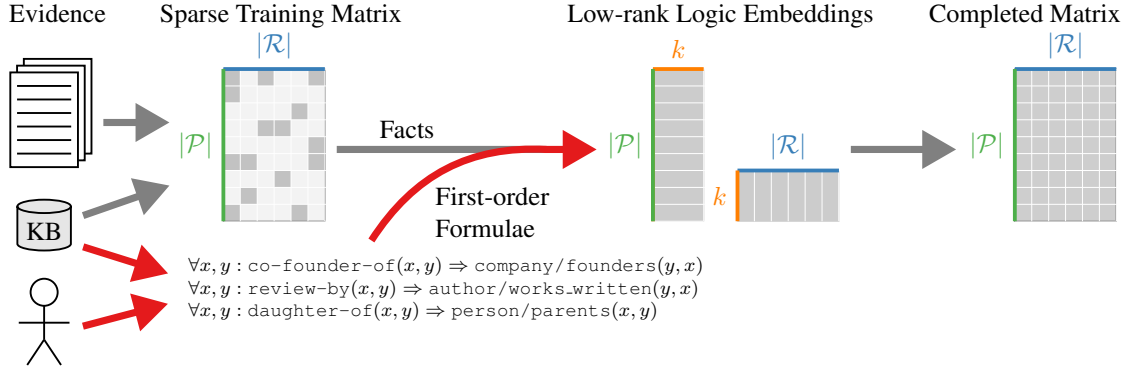 Evidence
Sparse Training Matrix
Low-rank Logic Embeddings
Completed Matrix
|R|
k
|R|
|P|
Facts
|P|
|R|
|P|
k
First-order
Formulae
KB
∀x, y : co-founder-of(x, y) ⇒ company/founders(y, x)
∀x, y : review-by(x, y) ⇒ author/works_written(y, x)
∀x, y : daughter-of(x, y) ⇒ person/parents(x, y)